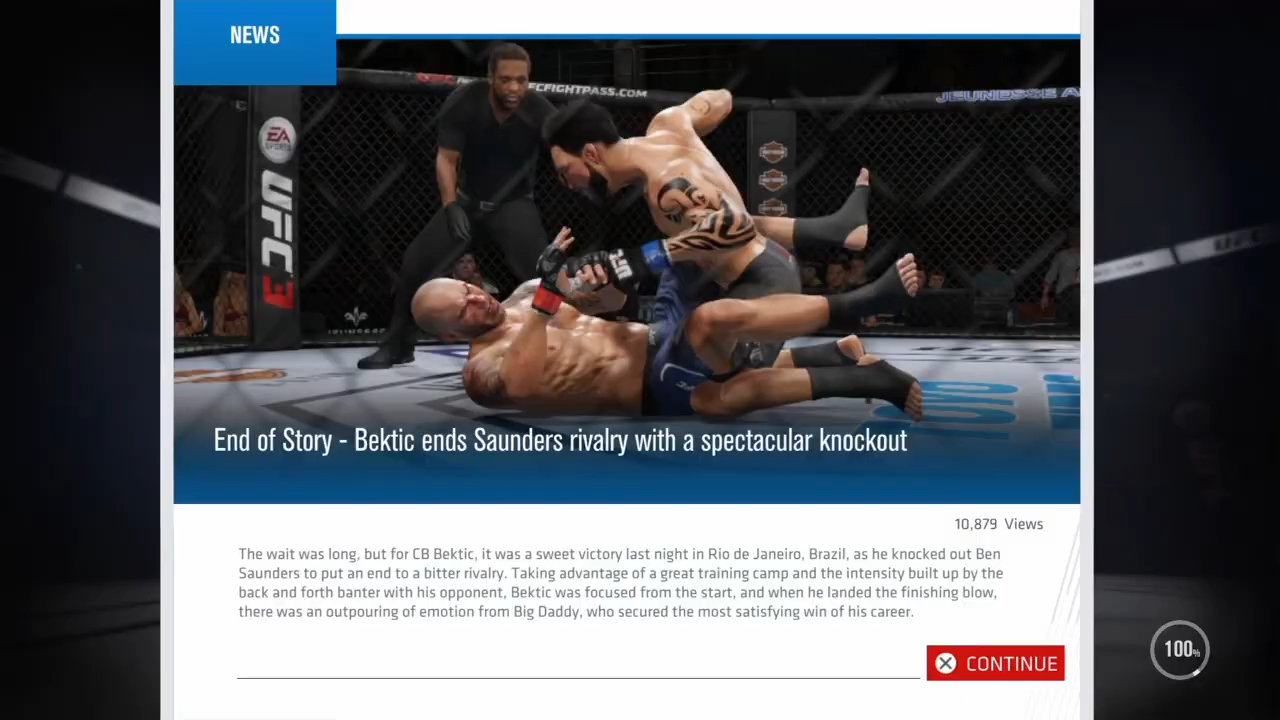 NEWS
UFCFIGHTPASS.COM
JEUNESSE
EA
SPORTS
UFC 3
JEUNESSE
End of Story - Bektic ends Saunders rivalry with a spectacular knockout
10,879 Views
The wait was long, but for CB Bektic, it was a sweet victory last night in Rio de Janeiro, Brazil, as he knocked out Ben
Saunders to put an end to a bitter rivalry. Taking advantage of a great training camp and the intensity built up by the
back and forth banter with his opponent, Bektic was focused from the start, and when he landed the finishing blow,
there was an outpouring of emotion from Big Daddy, who secured the most satisfying win of his career.
CONTINUE
100%